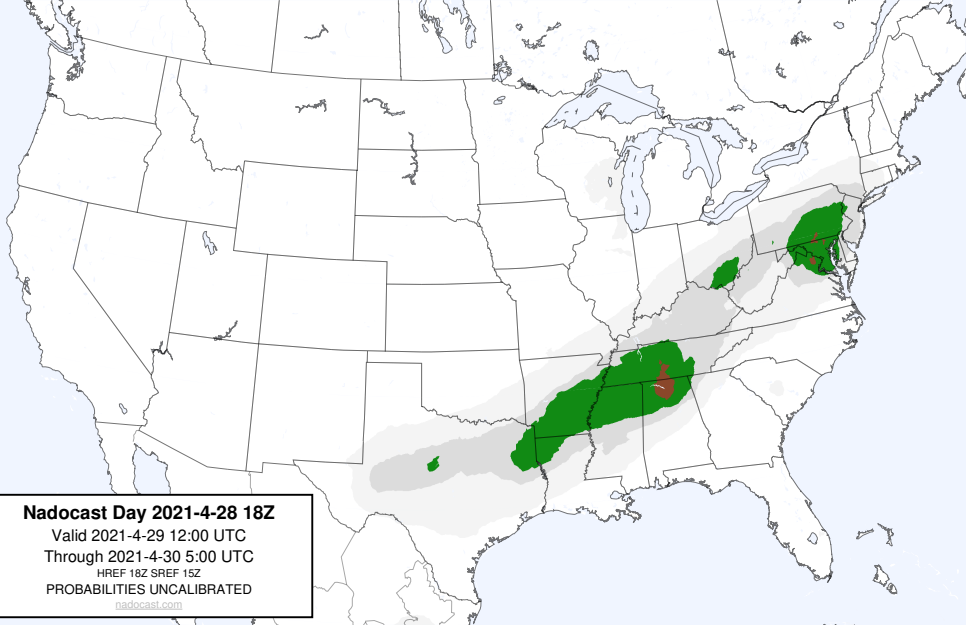 Nadocast Day 2021-4-28 18Z
Valid 2021-4-29 12:00 UTC
Through 2021-4-30 5:00 UTC
HREF 18Z SREF 15Z
PROBABILITIES UNCALIBRATED
nadocast.com